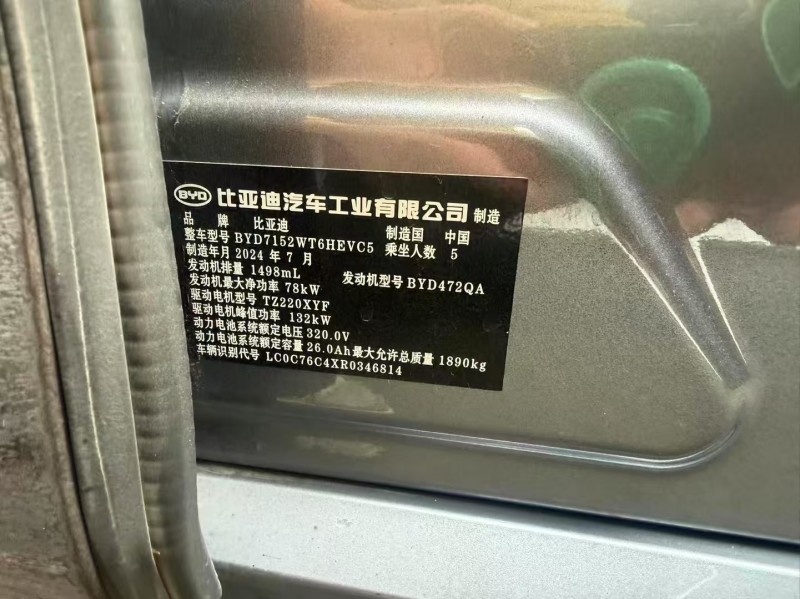 BYD 比亚迪汽车工业有限公司 制造
品 牌 比亚迪 制造国 中国
整车型号 BYD7152WT6HEVC5 乘坐人数 5
制造年月 2024 年 7 月
发动机排量 1498mL 发动机型号 BYD472QA
发动机最大净功率 78kW
驱动电机型号 TZ220XYF
驱动电机峰值功率 132kW
动力电池系统额定电压 320.0V
动力电池系统额定容量 26.0Ah 最大允许总质量 1890kg
车辆识别代号 LC0C76C4XR0346814